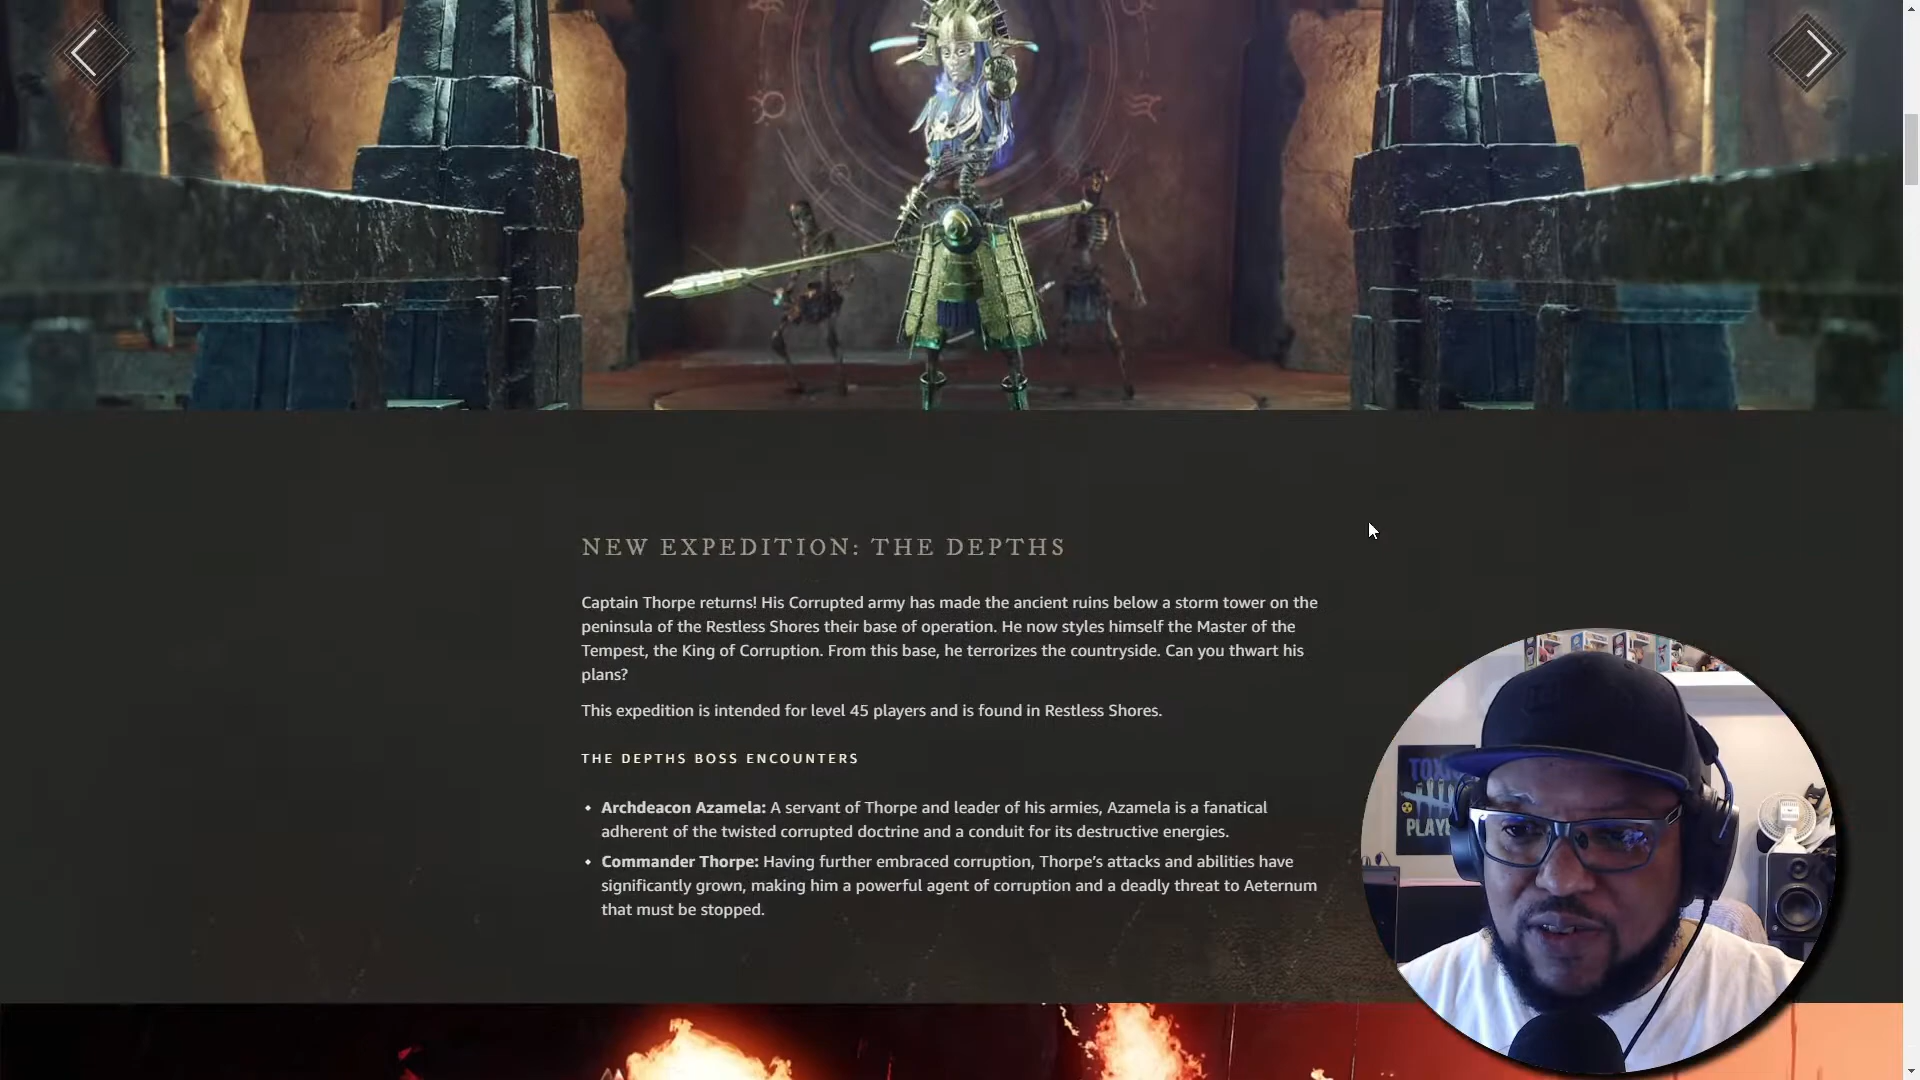 NEW EXPEDITION: THE DEPTHS
Captain Thorpe returns! His Corrupted army has made the ancient ruins below a storm tower on the
peninsula of the Restless Shores their base of operation. He now styles himself the Master of the
Tempest, the King of Corruption. From this base, he terrorizes the countryside. Can you thwart his
plans?
This expedition is intended for level 45 players and is found in Restless Shores.
THE DEPTHS BOSS ENCOUNTERS
• Archdeacon Azamela: A servant of Thorpe and leader of his armies, Azamela is a fanatical
adherent of the twisted corrupted doctrine and a conduit for its destructive energies.
• Commander Thorpe: Having further embraced corruption, Thorpe’s attacks and abilities have
significantly grown, making him a powerful agent of corruption and a deadly threat to Aeternum
that must be stopped.